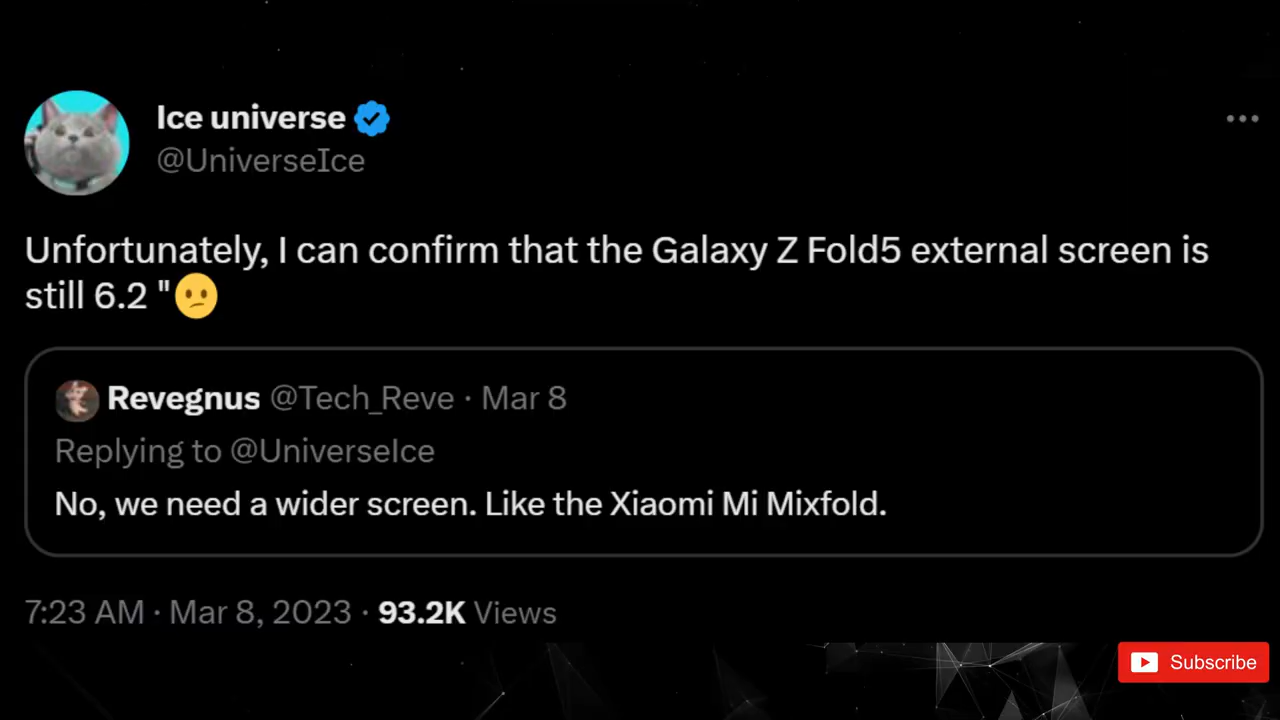 Ice universe
@UniverseIce
Unfortunately, I can confirm that the Galaxy Z Fold5 external screen is
still 6.2 "😕
Revegnus @Tech_Reve · Mar 8
Replying to @UniverseIce
No, we need a wider screen. Like the Xiaomi Mi Mixfold.
7:23 AM · Mar 8, 2023 · 93.2K Views
Subscribe